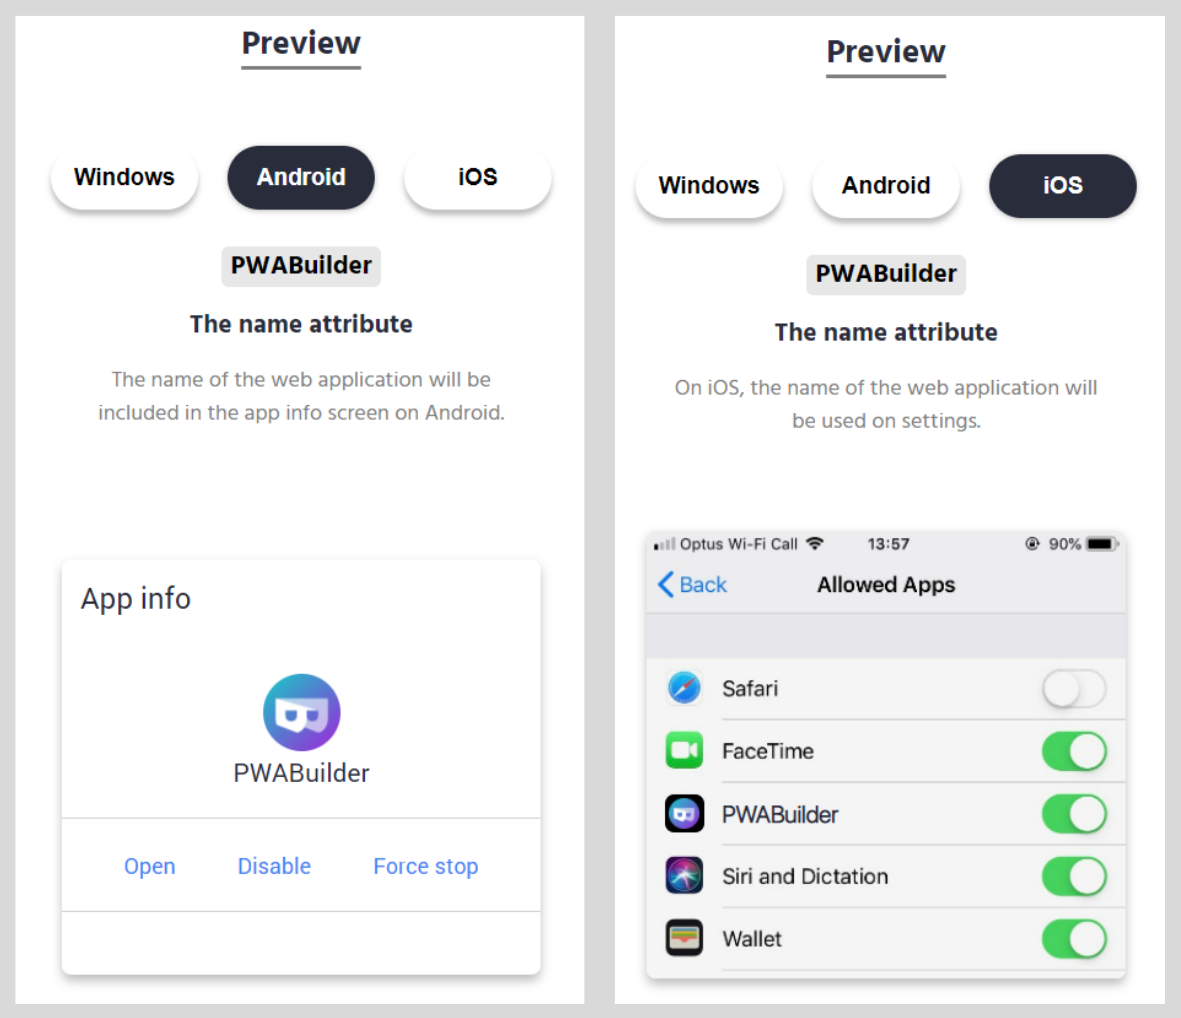 Preview
Windows Android iOS
PWABuilder
The name attribute
The name of the web application will be
included in the app info screen on Android.
App info
PWABuilder
Open Disable Force stop
Preview
Windows Android iOS
PWABuilder
The name attribute
On iOS, the name of the web application will
be used on settings.
Optus Wi-Fi Call 13:57 90%
Back Allowed Apps
Safari
FaceTime
PWABuilder
Siri and Dictation
Wallet